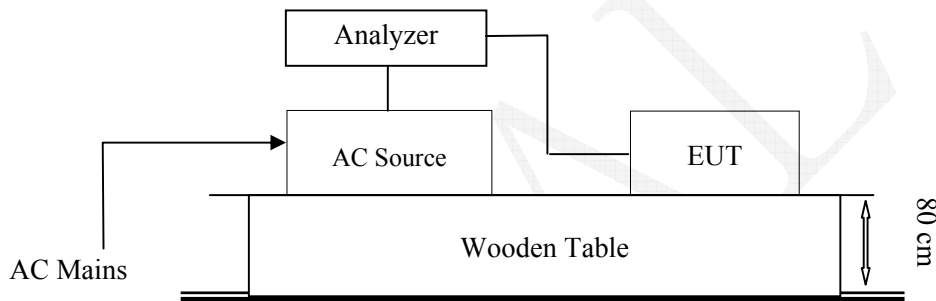 Analyzer
AC Source
EUT
Wooden Table
80 cm
AC Mains